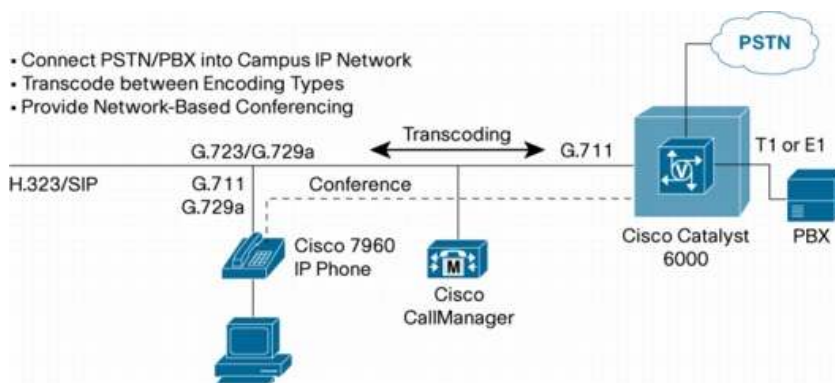 • Connect PSTN/PBX into Campus IP Network
• Transcode between Encoding Types
• Provide Network-Based Conferencing
PSTN
Transcoding
G.723/G.729a
G.711
T1 or E1
V
H.323/SIP
G.711
G.729a
Conference
Cisco 7960
IP Phone
M
Cisco
CallManager
Cisco Catalyst
6000
PBX